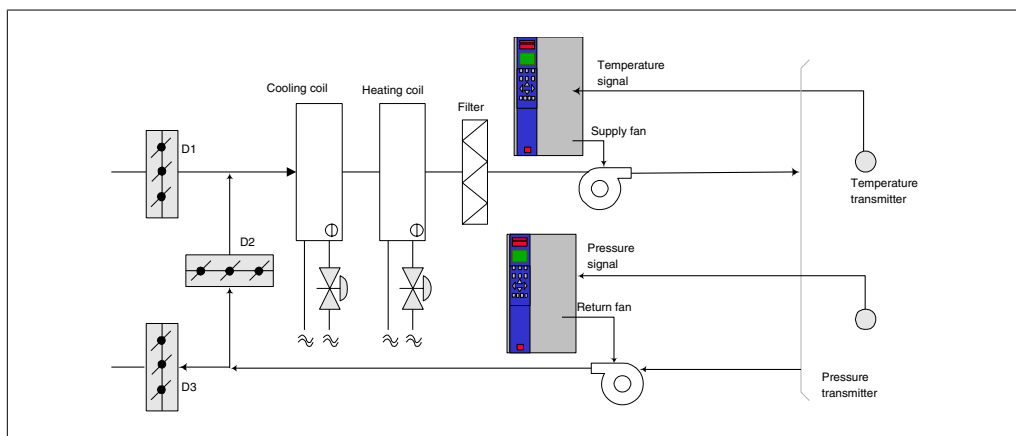 Temperature
signal
Cooling coil
Heating coil
Filter
Supply fan
D1
Temperature
transmitter
D2
Pressure
signal
Return fan
D3
Pressure
transmitter